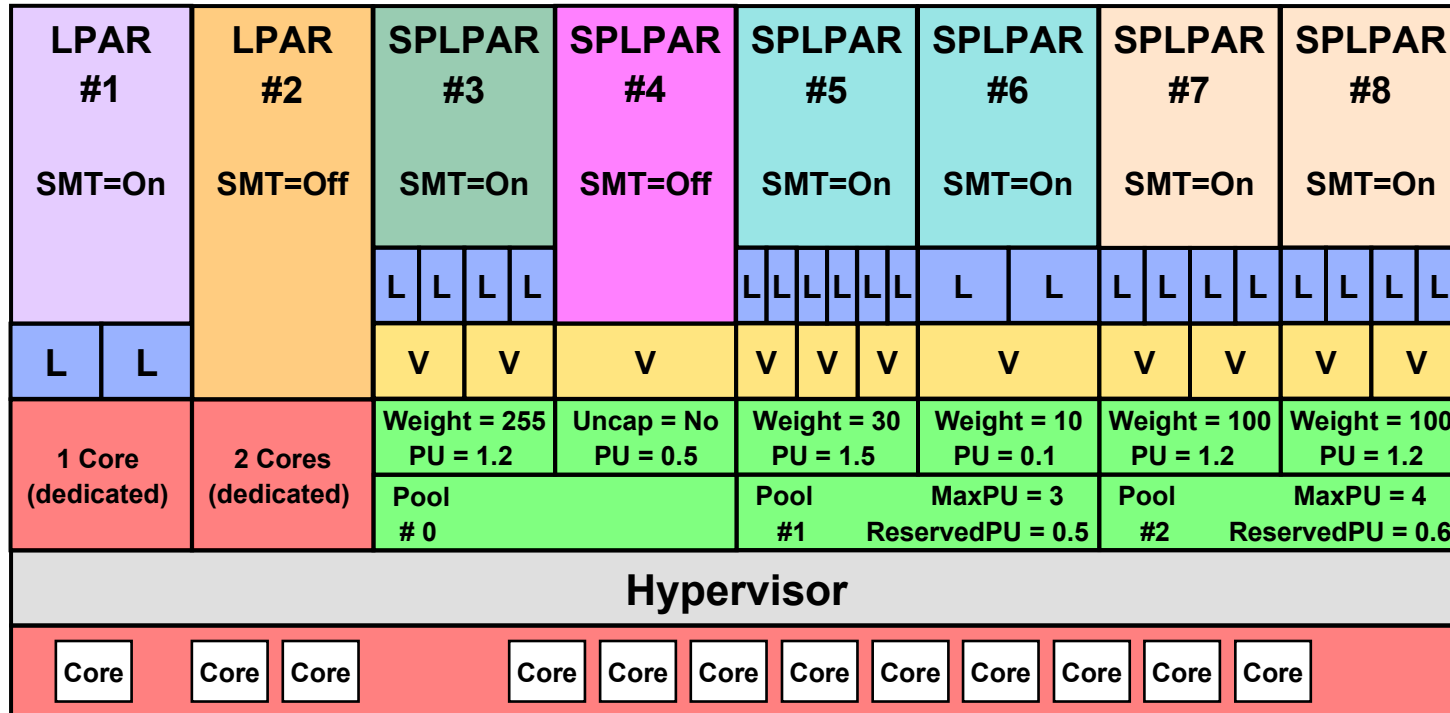 LPAR
#1
SMT=On
LPAR
#2
SMT=Off
SPLPAR
#3
SMT=On
SPLPAR
#4
SMT=Off
SPLPAR
#5
SMT=On
SPLPAR
#6
SMT=On
SPLPAR
#7
SMT=On
SPLPAR
#8
SMT=On
L L L L
L L L L L L
L L
L L L L
L L L L
L L
V V
V
V V V
V
V V
V V
1 Core
(dedicated)
2 Cores
(dedicated)
Weight = 255
PU = 1.2
Uncap = No
PU = 0.5
Weight = 30
PU = 1.5
Weight = 10
PU = 0.1
Weight = 100
PU = 1.2
Weight = 100
PU = 1.2
Pool
# 0
Pool MaxPU = 3
#1 ReservedPU = 0.5
Pool MaxPU = 4
#2 ReservedPU = 0.6
Hypervisor
Core Core Core Core Core Core Core Core Core Core Core Core